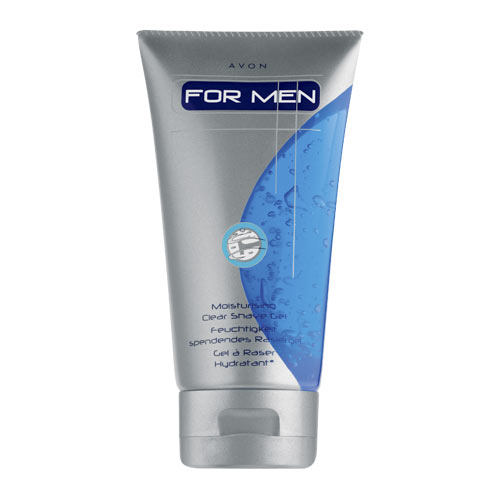 AVON
FOR MEN
Moisturising
Clear Shave Gel
Feuchtigkeit
spendendes Rasiergel
Gel à Raser
Hydratant*